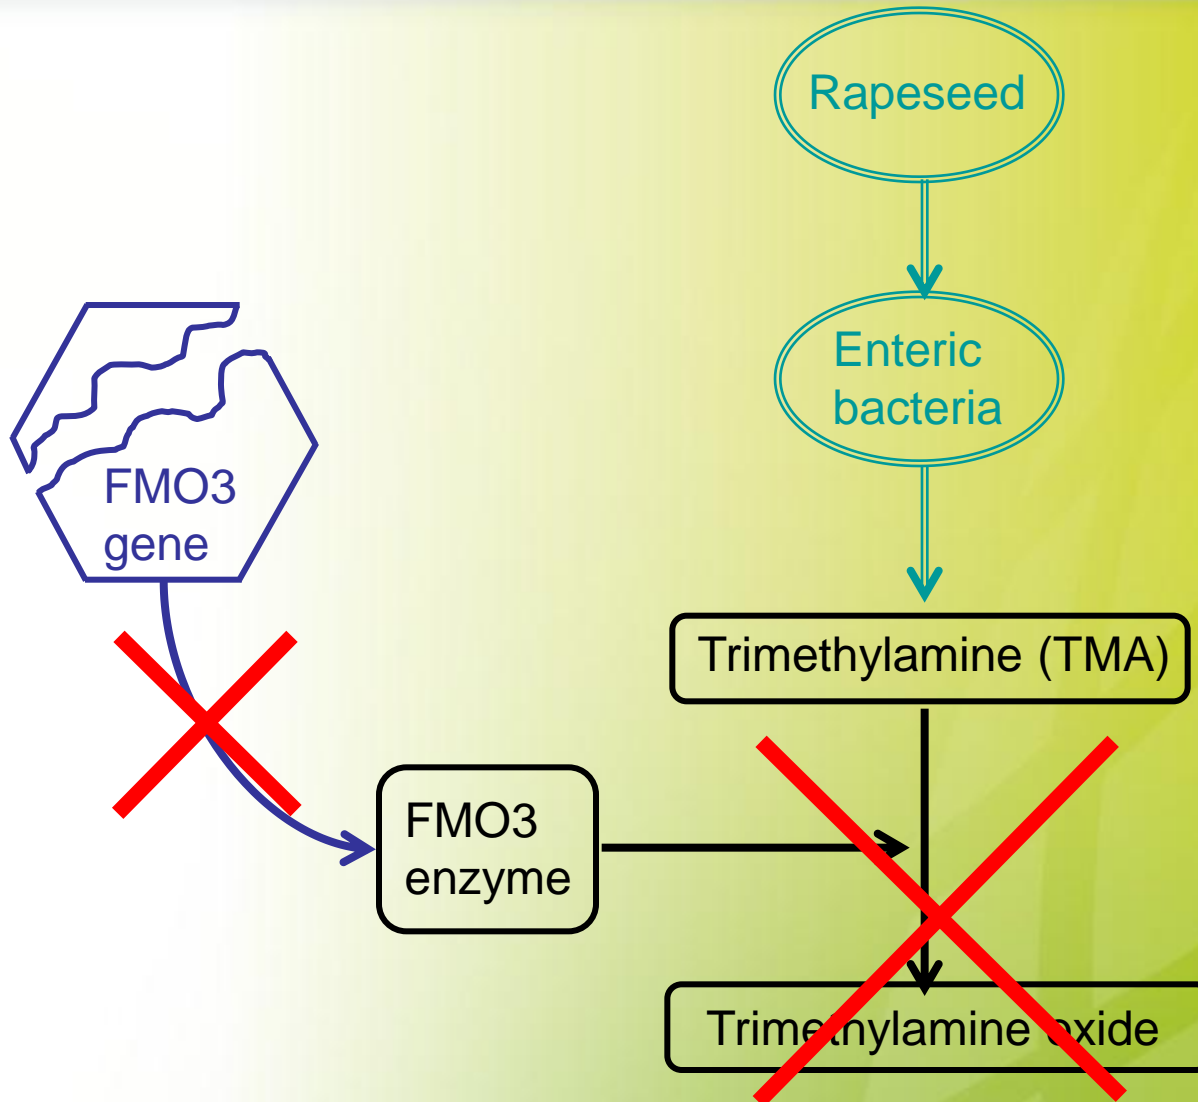 Rapeseed
Enteric
bacteria
FMO3
gene
Trimethylamine (TMA)
FMO3
enzyme
Trimethylamine oxide